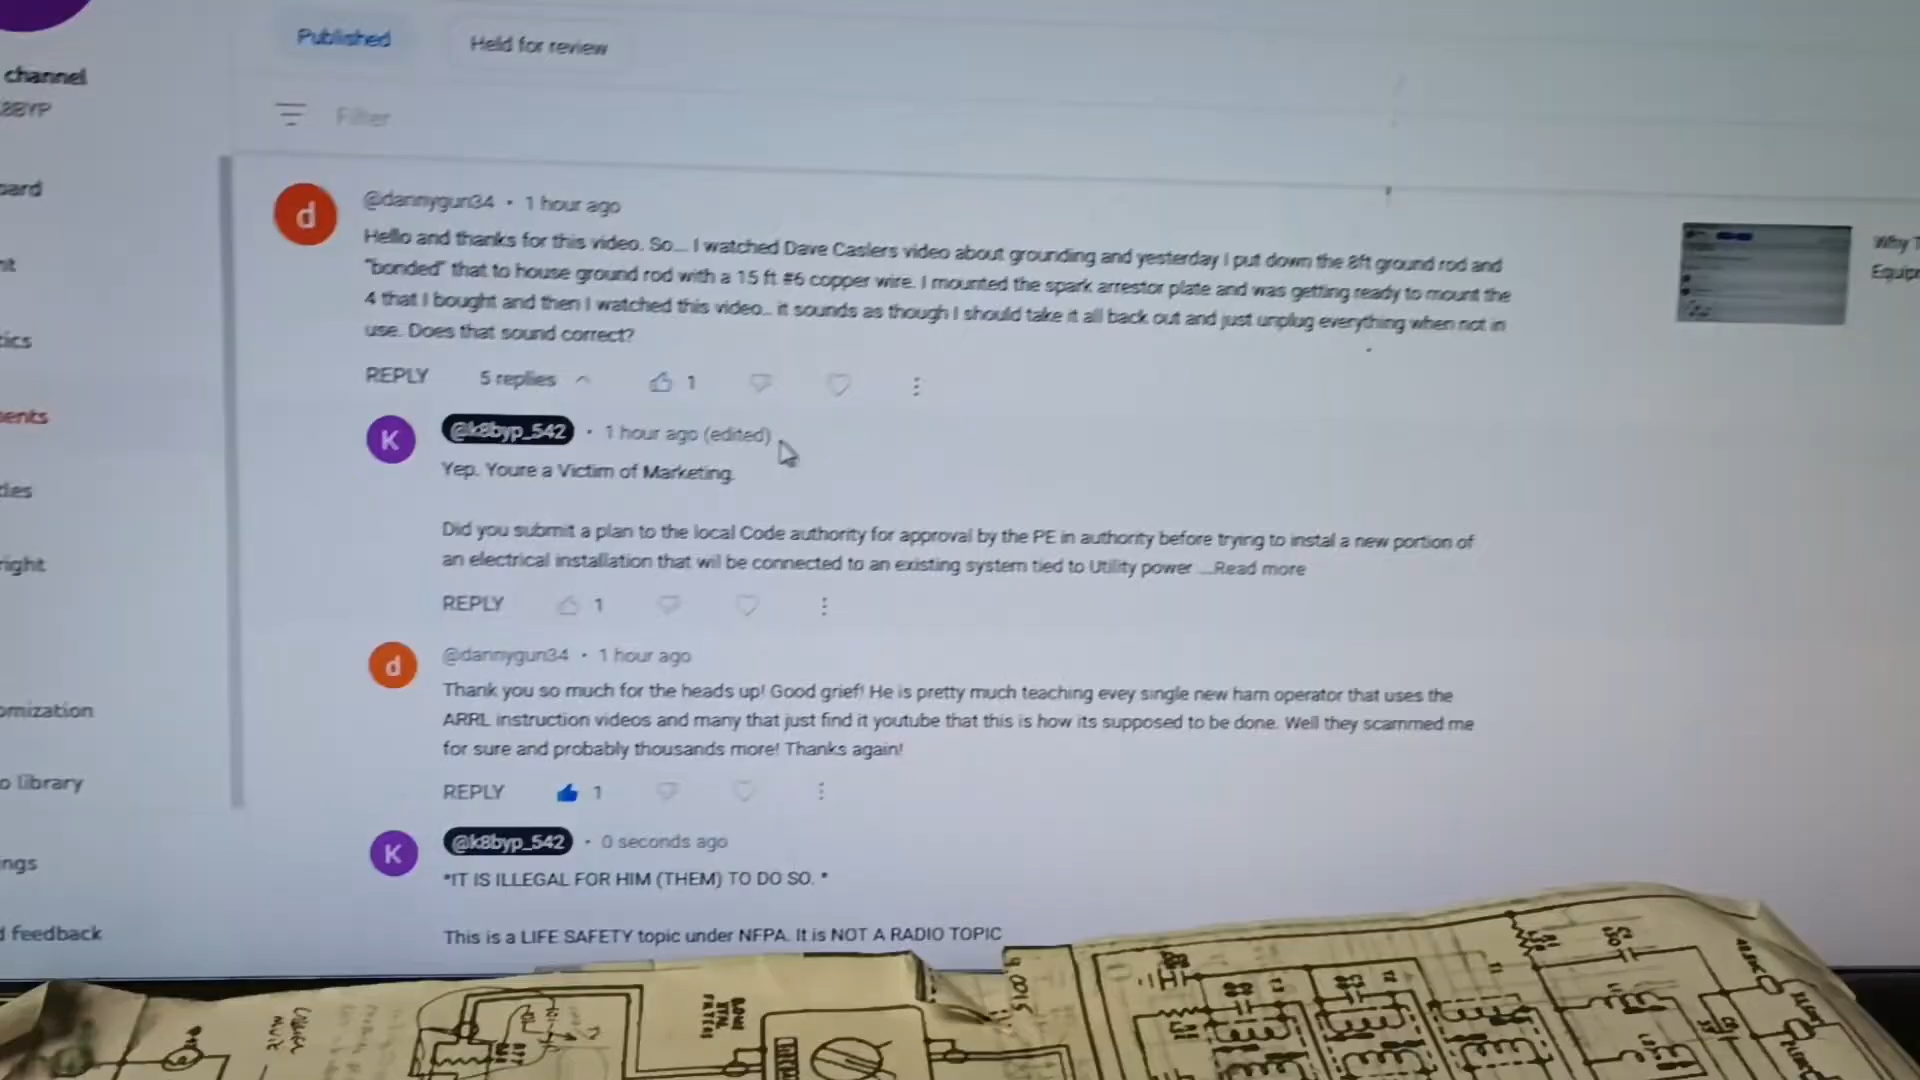 Published
Held for review
channel
8BYP
Filter
@dannygun34 • 1 hour ago
Hello and thanks for this video. So... I watched Dave Caslers video about grounding and yesterday I put down the 8ft ground rod and
"bonded" that to house ground rod with a 15 ft #6 copper wire. I mounted the spark arrestor plate and was getting ready to mount the
4 that I bought and then I watched this video... it sounds as though I should take it all back out and just unplug everything when not in
use. Does that sound correct?
Why T
Equip
REPLY 5 replies 1
K @k8byp_542 • 1 hour ago (edited)
Yep. Youre a Victim of Marketing.
Did you submit a plan to the local Code authority for approval by the PE in authority before trying to instal a new portion of
an electrical installation that wil be connected to an existing system tied to Utility power ...Read more
REPLY 1
d @dannygun34 • 1 hour ago
Thank you so much for the heads up! Good grief! He is pretty much teaching evey single new ham operator that uses the
ARRL instruction videos and many that just find it youtube that this is how its supposed to be done. Well they scammed me
for sure and probably thousands more! Thanks again!
REPLY 1
K @k8byp_542 • 0 seconds ago
*IT IS ILLEGAL FOR HIM (THEM) TO DO SO. *
This is a LIFE SAFETY topic under NFPA. It is NOT A RADIO TOPIC
d
oard
nt
tics
ents
tles
right
omization
o library
ngs
d feedback